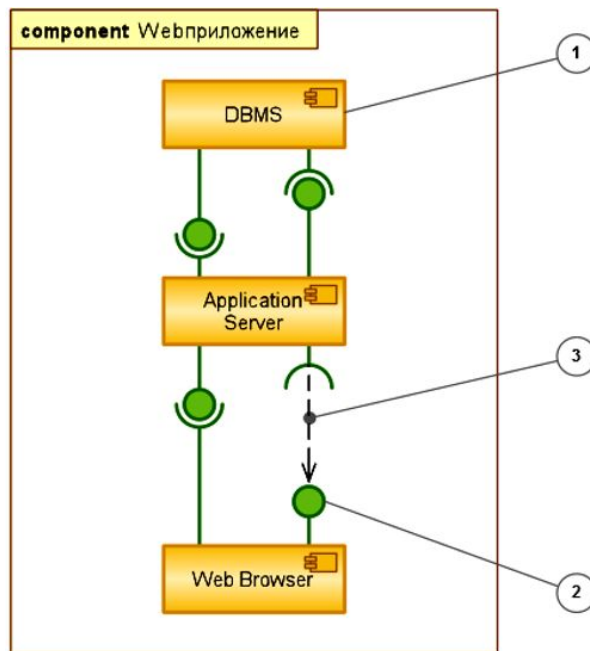 component Webприложение
1
DBMS
Application
Server
3
Web Browser
2